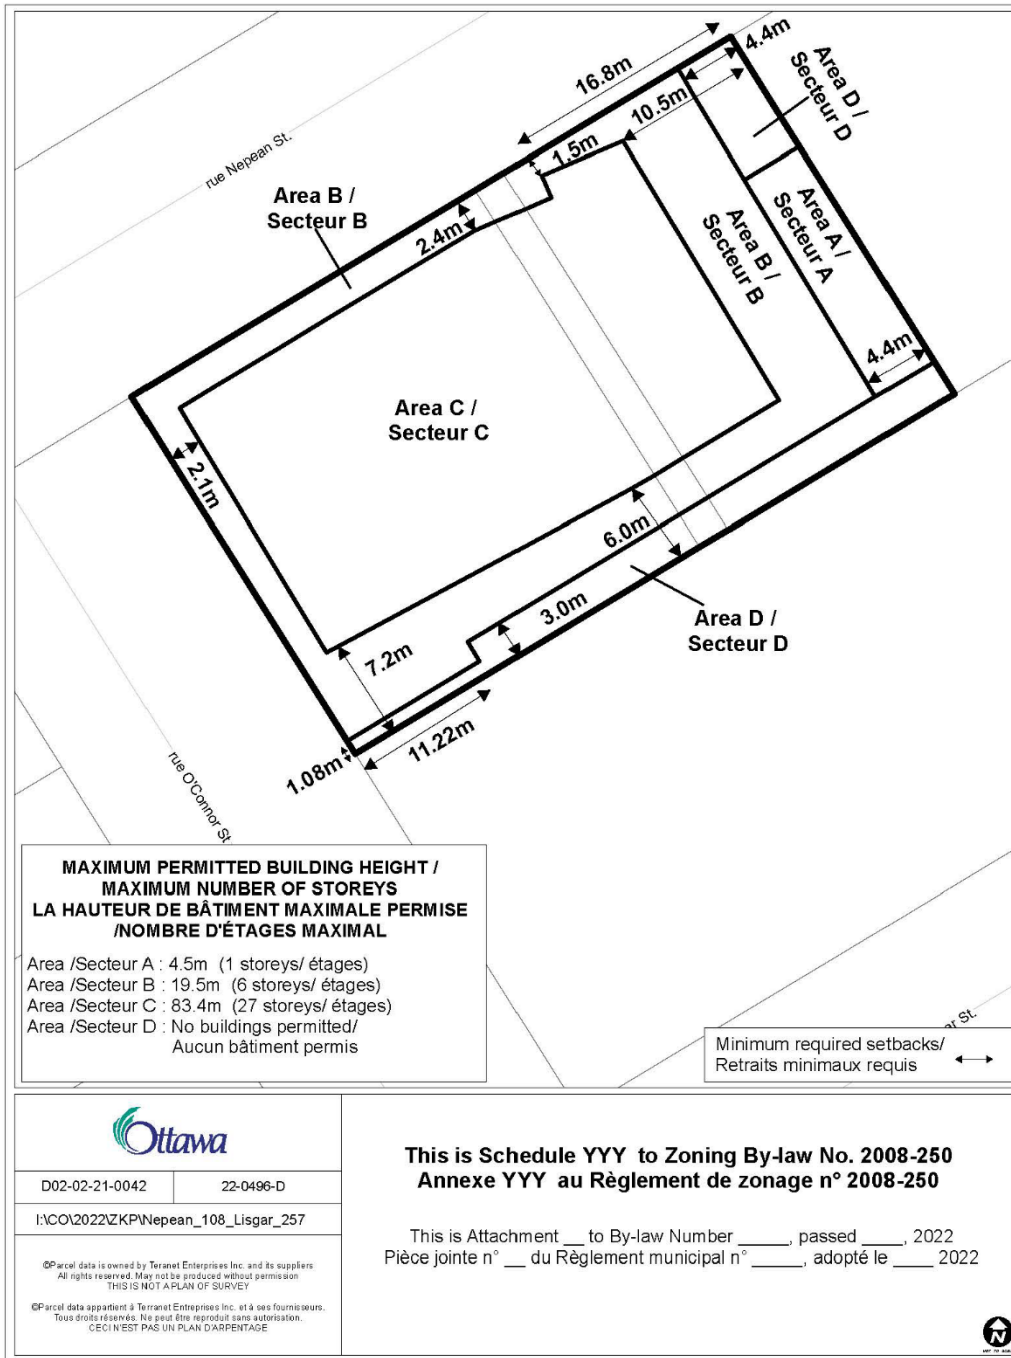 16.8m
4.4m
10.5m
1.5m
Area D /
Secteur D
rue Nepean St.
Area B /
Secteur B
2.4m
Area B /
Secteur B
Area A /
Secteur A
4.4m
Area C /
Secteur C
2.1m
6.0m
3.0m
Area D /
Secteur D
7.2m
11.22m
1.08m
rue O'Connor St
MAXIMUM PERMITTED BUILDING HEIGHT /
MAXIMUM NUMBER OF STOREYS
LA HAUTEUR DE BÂTIMENT MAXIMALE PERMISE
/NOMBRE D'ÉTAGES MAXIMAL
Area /Secteur A : 4.5m (1 storeys/ étages)
Area /Secteur B : 19.5m (6 storeys/ étages)
Area /Secteur C : 83.4m (27 storeys/ étages)
Area /Secteur D : No buildings permitted/
Aucun bâtiment permis
ar St.
Minimum required setbacks/
Retraits minimaux requis
Ottawa
D02-02-21-0042 22-0496-D
I:\CO\2022\ZKP\Nepean_108_Lisgar_257
©Parcel data is owned by Teranet Enterprises Inc. and its suppliers
All rights reserved. May not be produced without permission
THIS IS NOT A PLAN OF SURVEY
©Parcel data appartient à Terranet Entreprises Inc. et à ses fournisseurs.
Tous droits réservés. Ne peut être reproduit sans autorisation.
CECI N'EST PAS UN PLAN D'ARPENTAGE
This is Schedule YYY to Zoning By-law No. 2008-250
Annexe YYY au Règlement de zonage n° 2008-250
This is Attachment __ to By-law Number _____, passed ____, 2022
Pièce jointe n° __ du Règlement municipal n° _____, adopté le ____ 2022
N